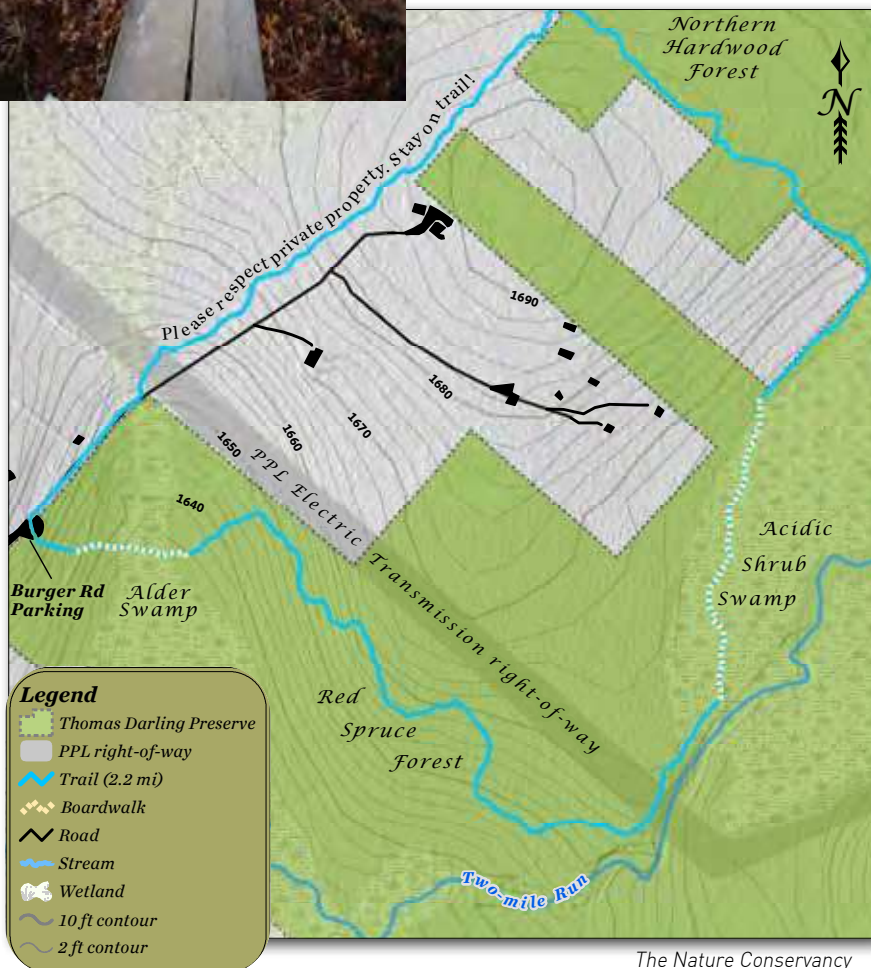 Northern
Hardwood
Forest
N
Please respect private property. Stay on trail!
1690
1680
1670
1660
1650
1640
PPL Electric
Transmission right-of-way
Acidic
Shrub
Swamp
Burger Rd
Parking
Alder
Swamp
Red
Spruce
Forest
Two-mile Run
Legend
Thomas Darling Preserve
PPL right-of-way
Trail (2.2 mi)
Boardwalk
Road
Stream
Wetland
10 ft contour
2 ft contour
The Nature Conservancy